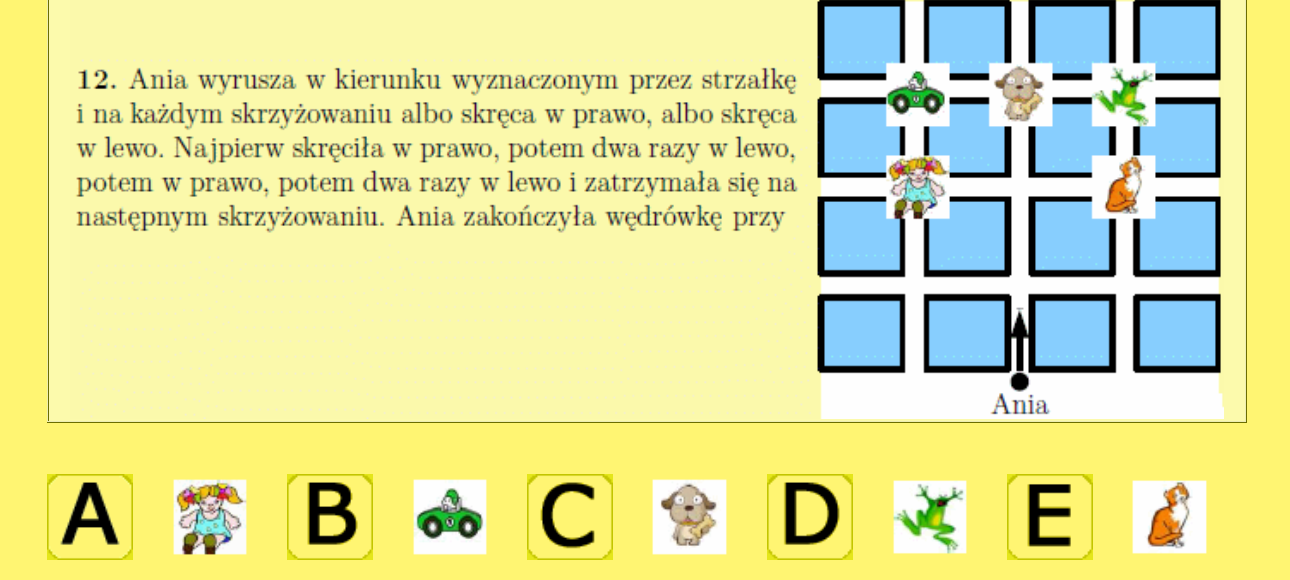 12. Ania wyrusza w kierunku wyznaczonym przez strzałkę
i na każdym skrzyżowaniu albo skręca w prawo, albo skręca
w lewo. Najpierw skręciła w prawo, potem dwa razy w lewo,
potem w prawo, potem dwa razy w lewo i zatrzymała się na
następnym skrzyżowaniu. Ania zakończyła wędrówkę przy
Ania
A B C D E